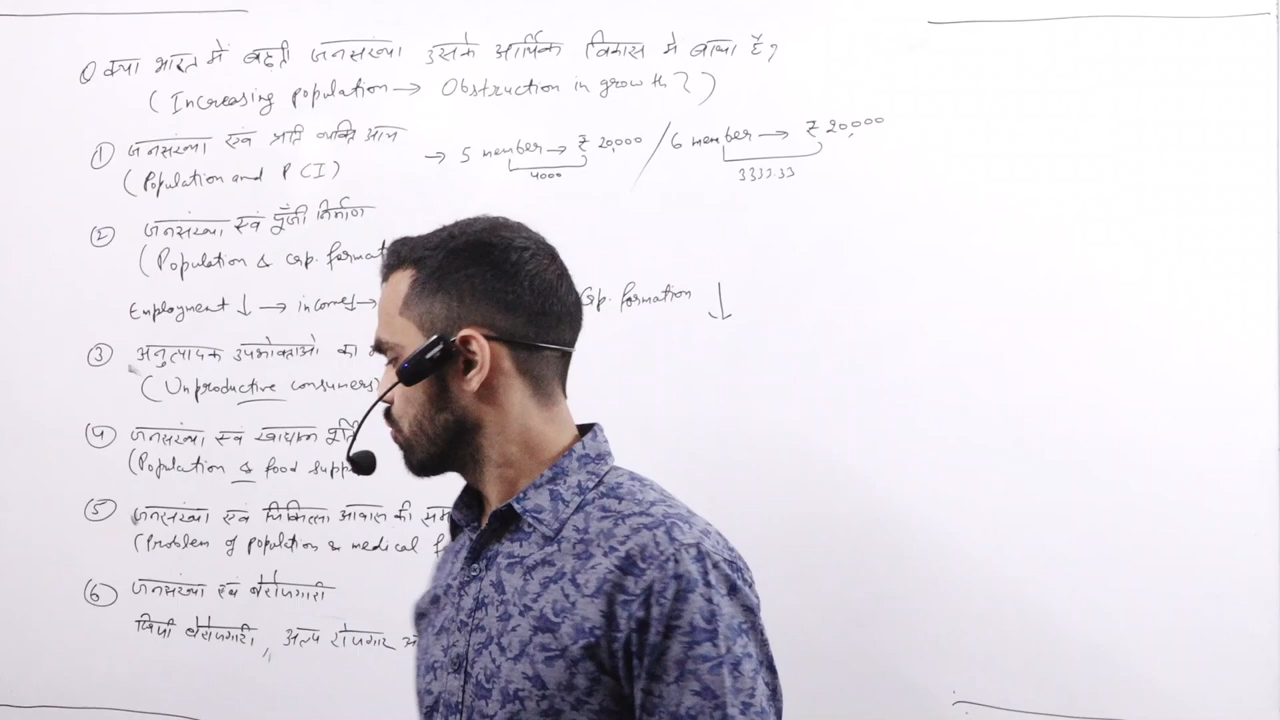 Q क्या भारत में बढ़ती जनसंख्या उसके आर्थिक विकास मे बाधा है?
(Increasing population → Obstruction in growth?)
① जनसंख्या एवं प्रति व्यक्ति आय
(Population and PCI)
→ 5 member → ₹ 20,000 / 6 member → ₹ 20,000
4000
3333.33
② जनसंख्या एवं पूँजी निर्माण
(Population & cap. format
Employment ↓ → income↓ →
Cap. formation ↓
③ अनुत्पादक उपभोक्ताओ का
(Unproductive consumers)
④ जनसंख्या एवं खाद्यान्न पूर्ति
(Population & food supp
⑤ जनसंख्या एवं चिकित्सा आवास की सम
(Problem of population & medical f
⑥ जनसंख्या एवं बेरोजगारी
छिपी बेरोजगारी, अल्प रोजगार